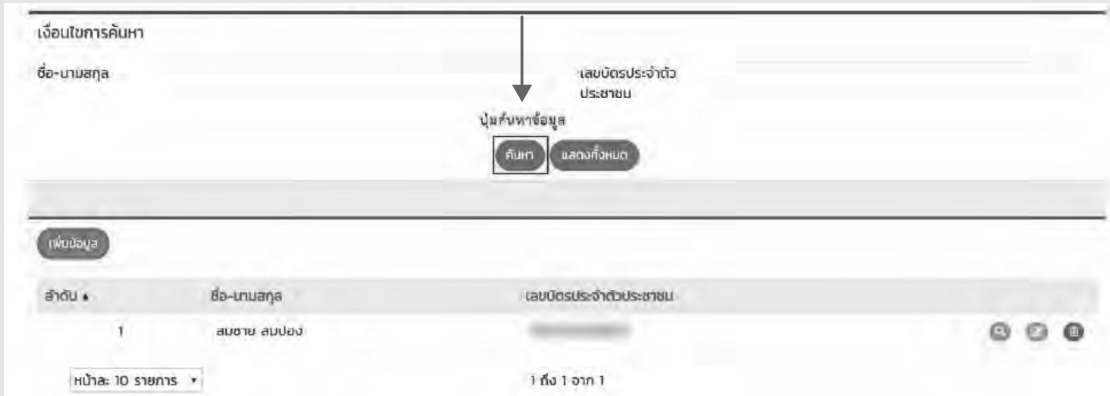 เงื่อนไขการค้นหา
ชื่อ-นามสกุล
เลขบัตรประจำตัว
ประชาชน
ปุ่มค้นหาข้อมูล
ค้นหา แสดงทั้งหมด
เพิ่มข้อมูล
ลำดับ ▲ ชื่อ-นามสกุล เลขบัตรประจำตัวประชาชน
1 สมชาย สมปอง
หน้าละ 10 รายการ ▼ 1 ถึง 1 จาก 1